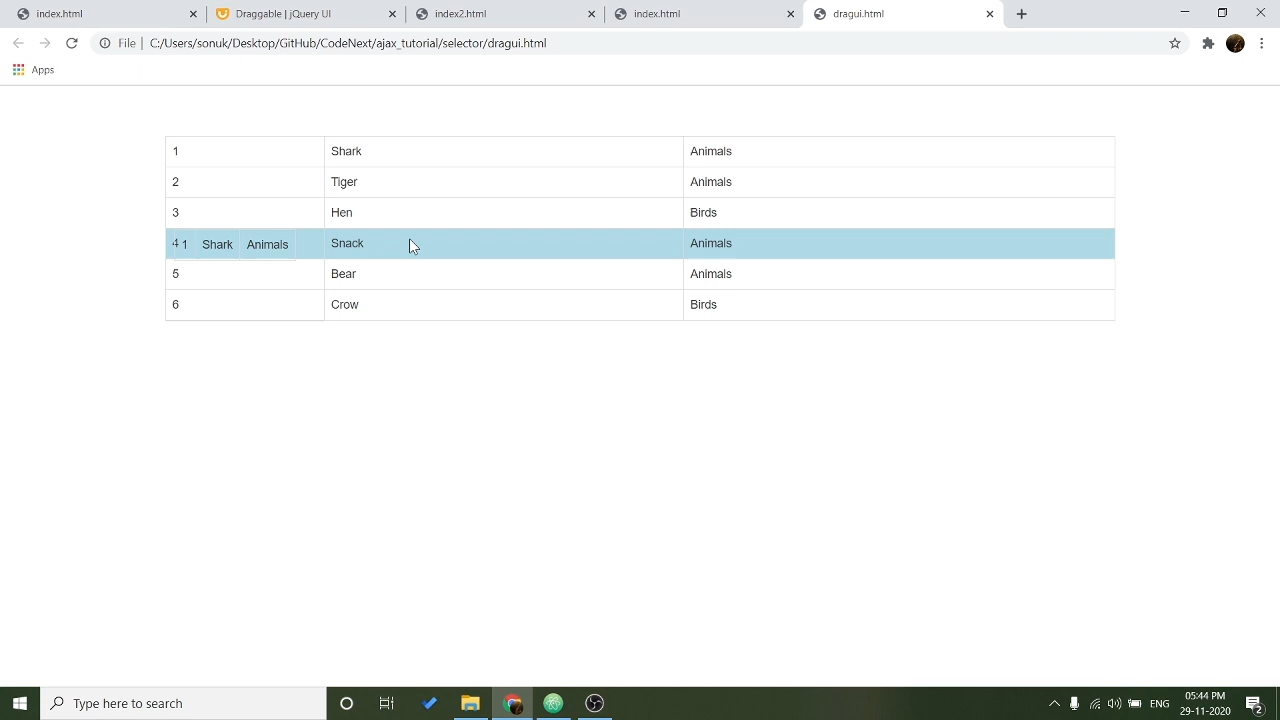 index.html
Draggable | jQuery UI
index2.html
index.html
dragui.html
File | C:/Users/sonuk/Desktop/GitHub/CodeNext/ajax_tutorial/selector/dragui.html
Apps
1 Shark Animals
2 Tiger Animals
3 Hen Birds
4 1 Shark Animals Snack Animals
5 Bear Animals
6 Crow Birds
Type here to search
ENG
05:44 PM
29-11-2020
2